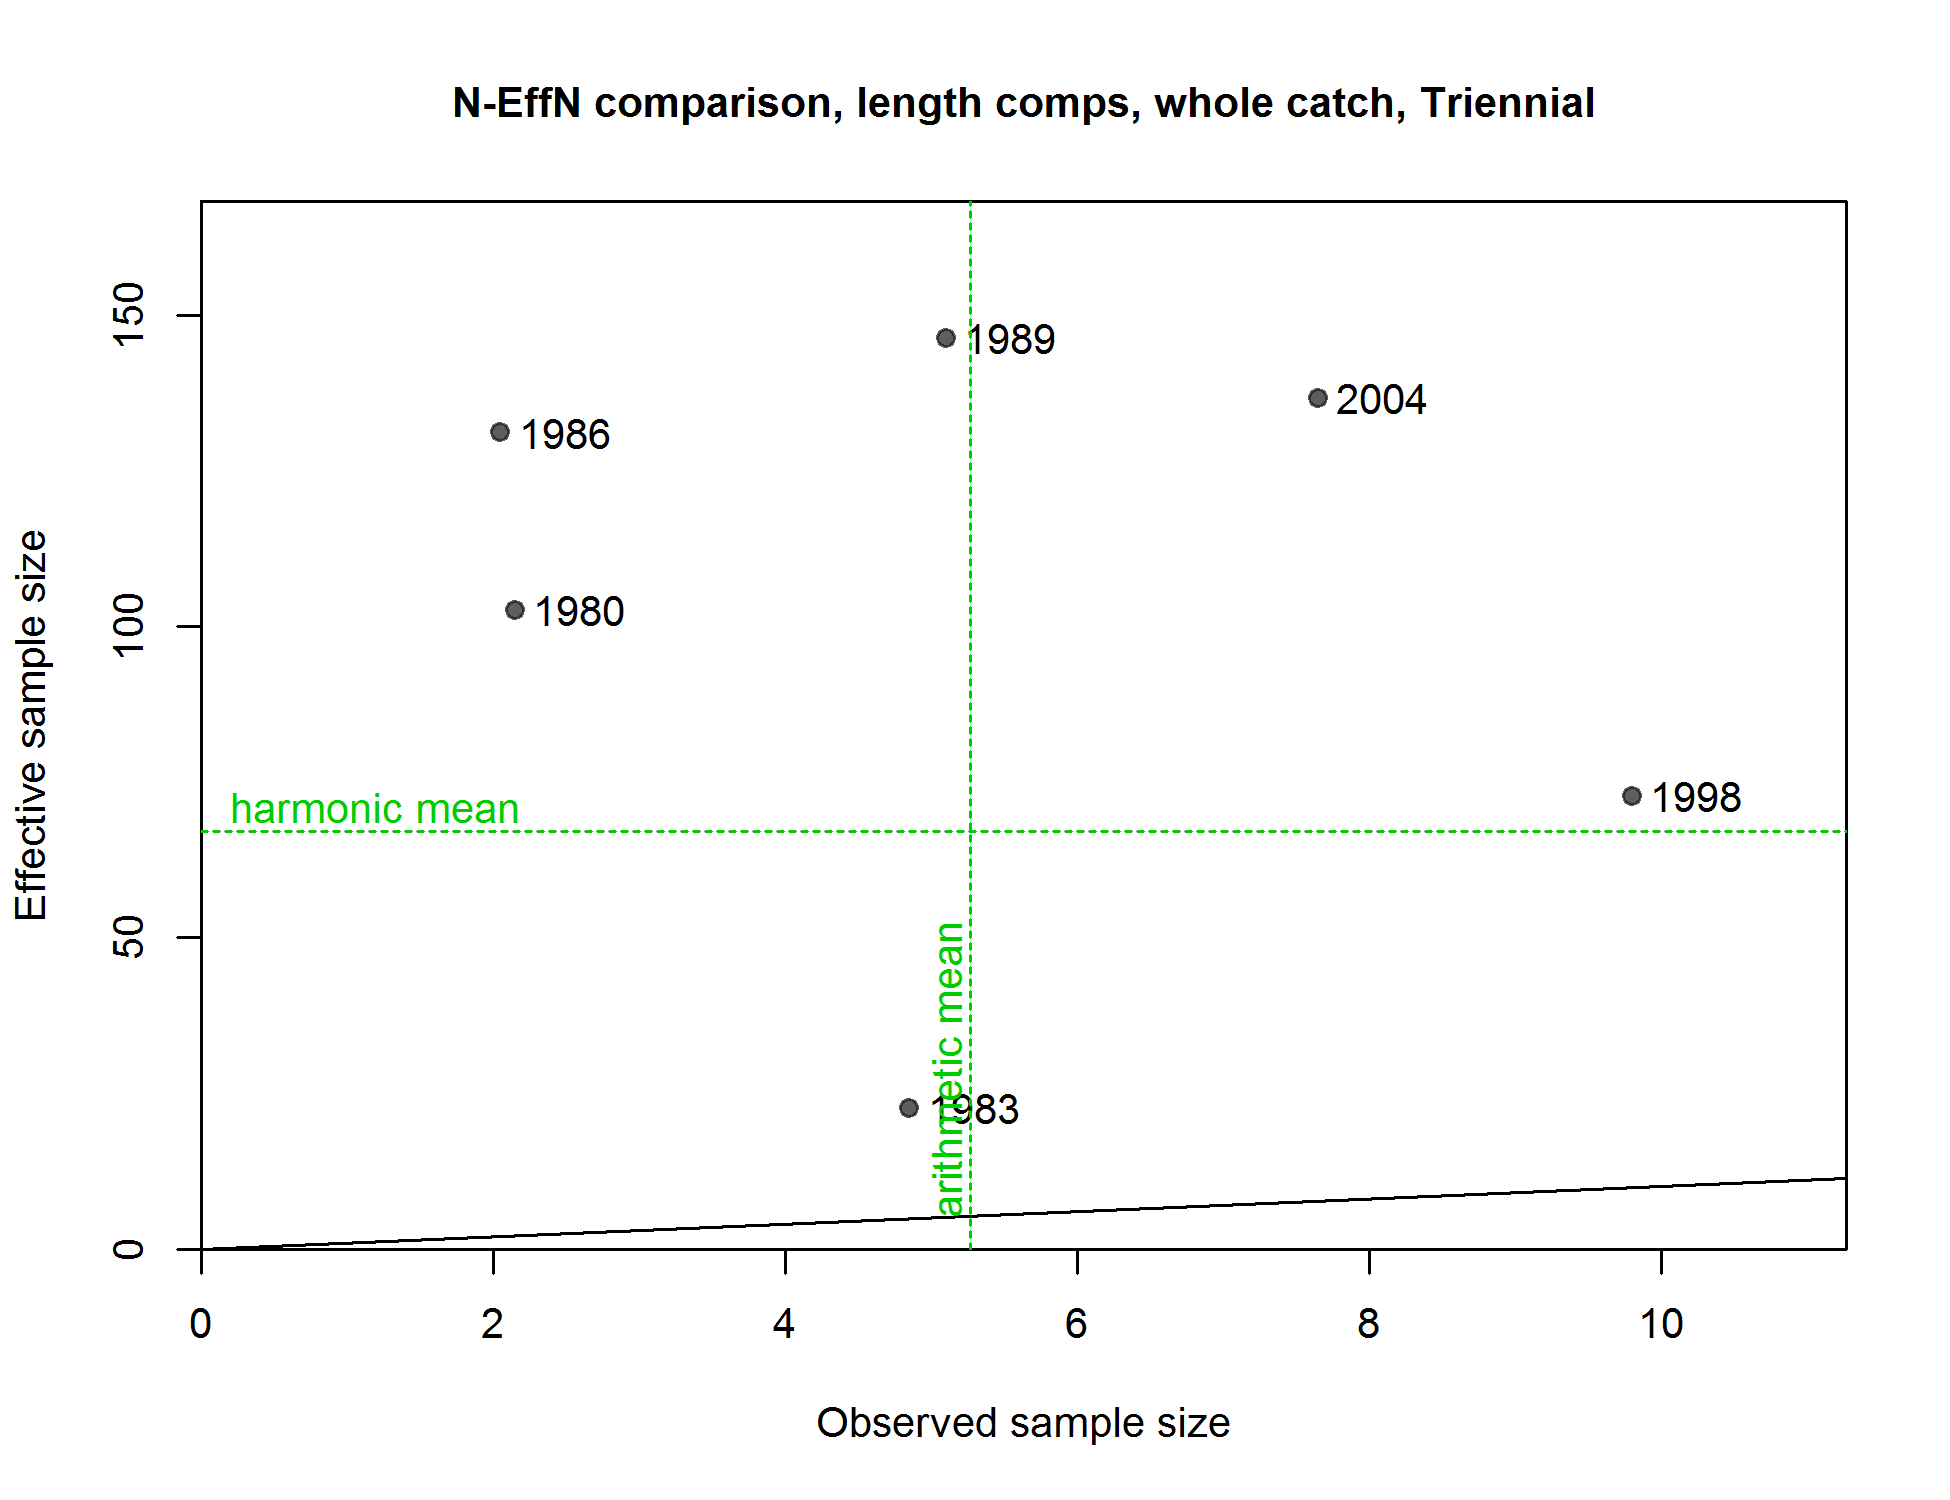 N-EffN comparison, length comps, whole catch, Triennial
Effective sample size
150
100
50
0
1989
2004
1986
1980
harmonic mean
1998
arithmetic mean
1983
0 2 4 6 8 10
Observed sample size